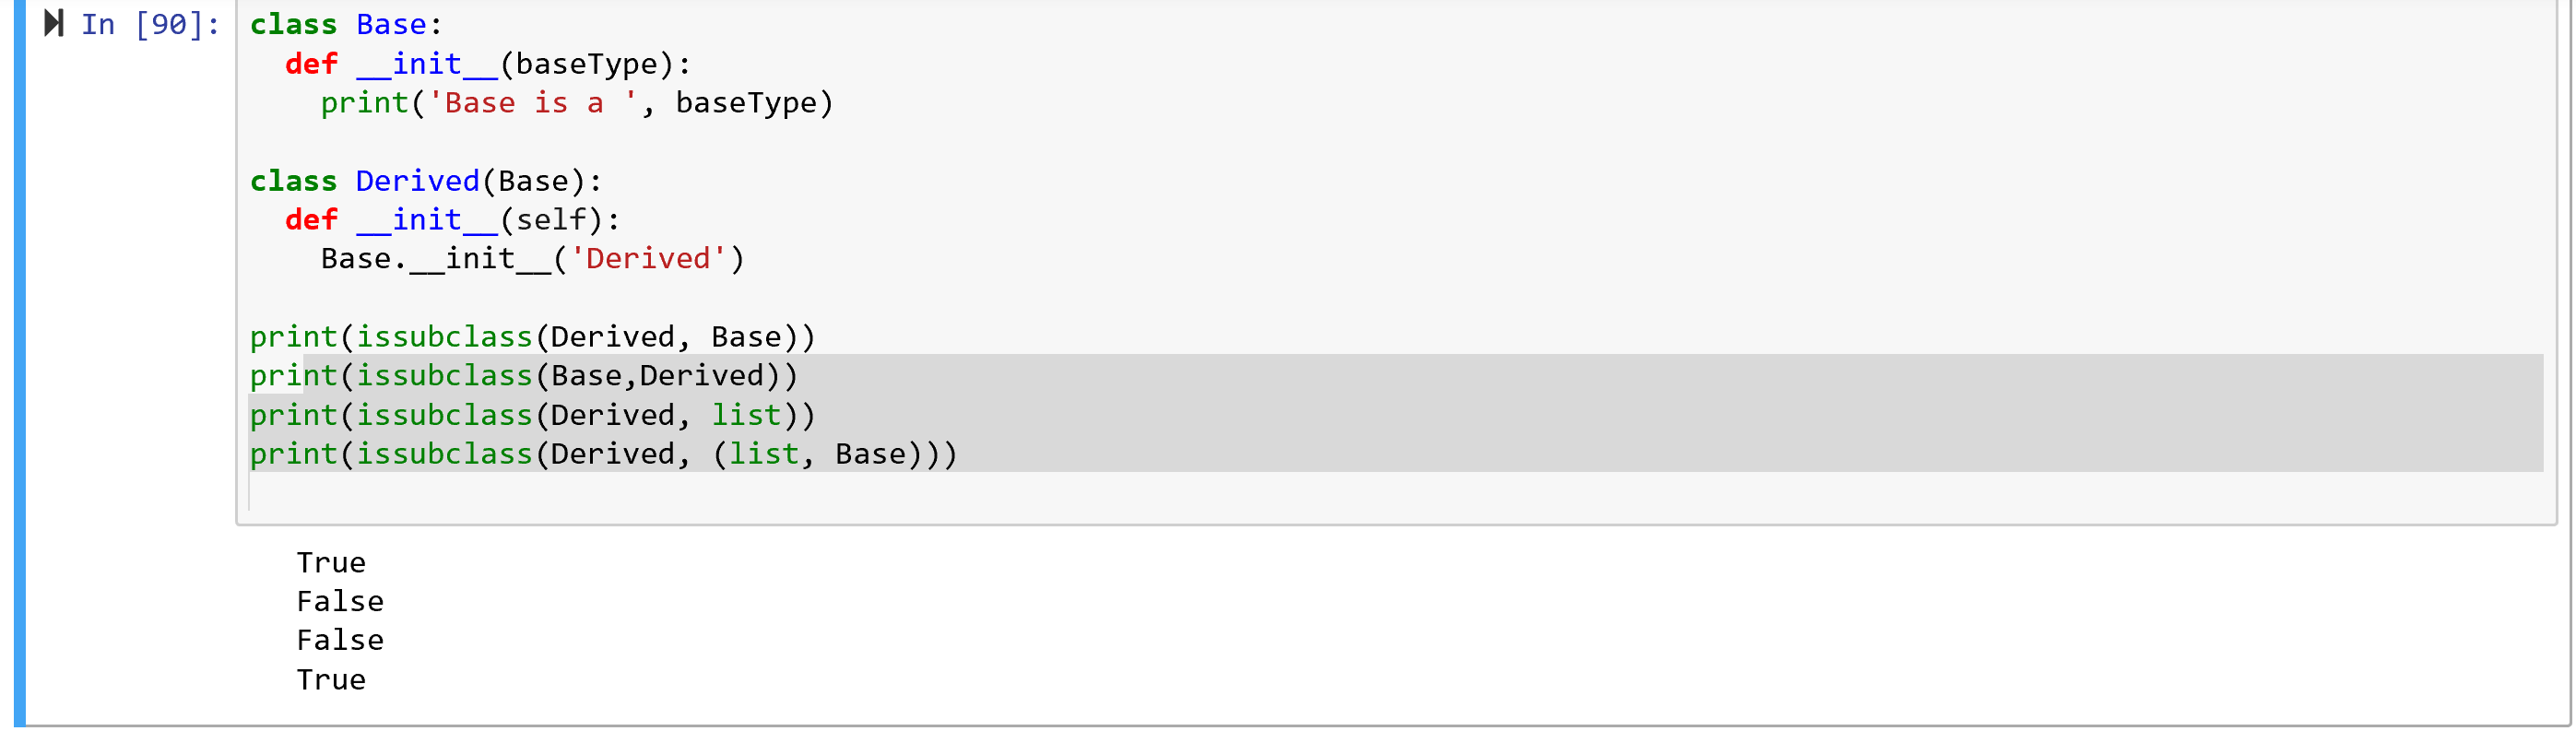 In [90]:
class Base:
  def __init__(baseType):
    print('Base is a ', baseType)

class Derived(Base):
  def __init__(self):
    Base.__init__('Derived')

print(issubclass(Derived, Base))
print(issubclass(Base,Derived))
print(issubclass(Derived, list))
print(issubclass(Derived, (list, Base)))

True
False
False
True